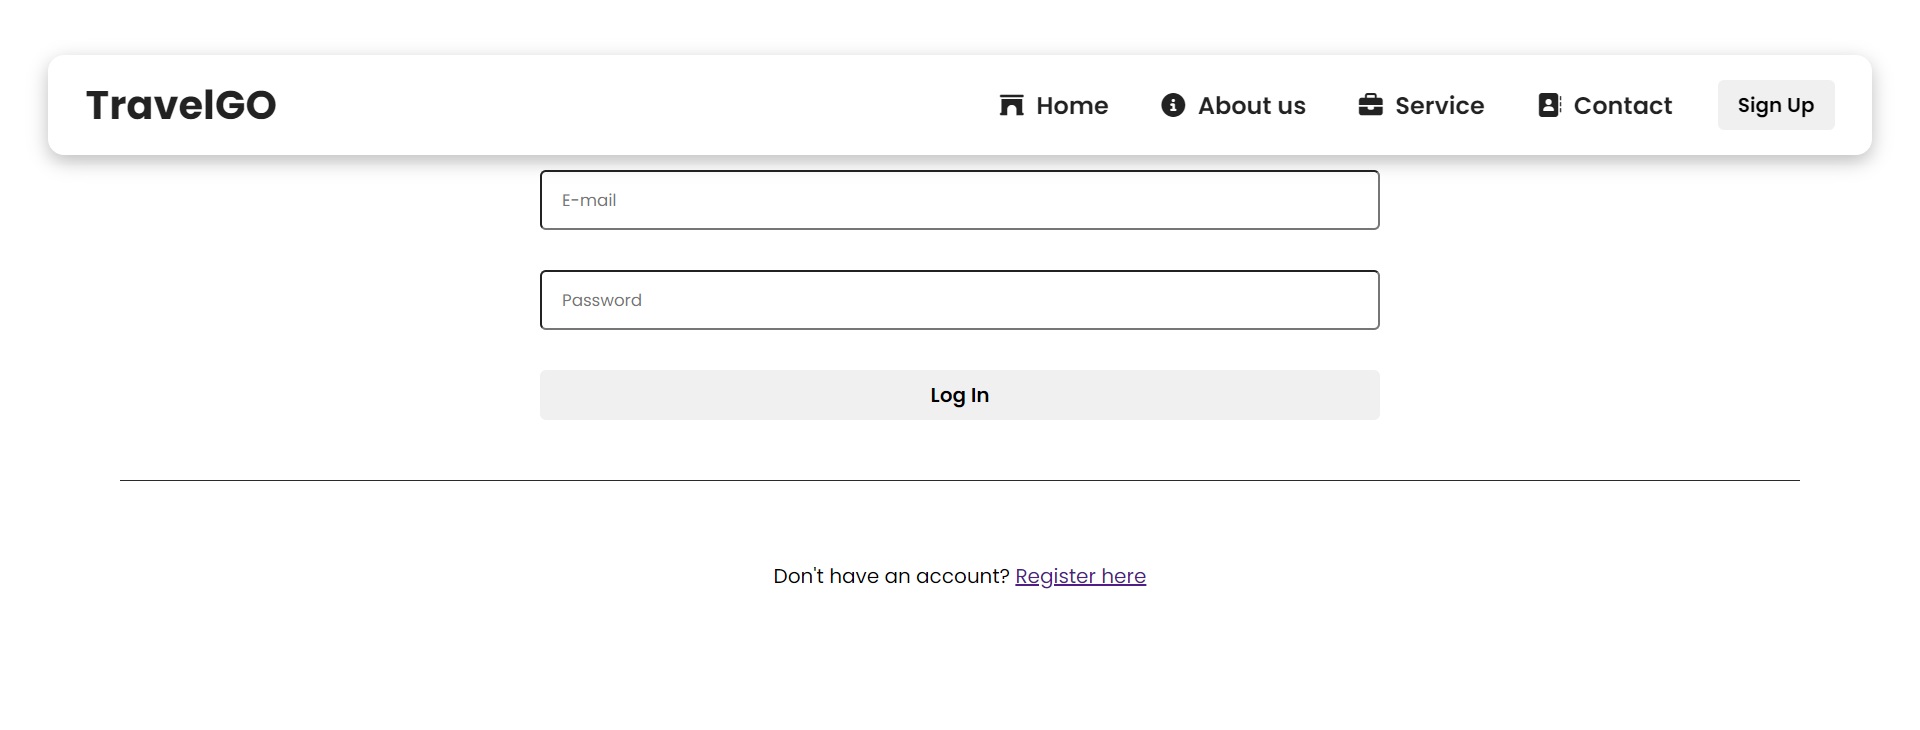 TravelGO Home About us Service Contact Sign Up
E-mail
Password
Log In
Don't have an account? Register here